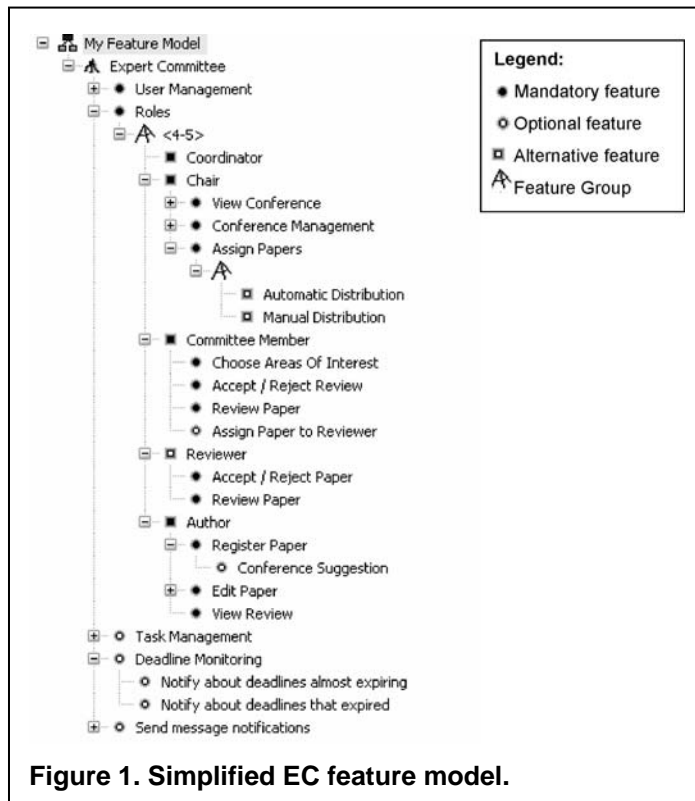 My Feature Model
Expert Committee
User Management
Roles
<4-5>
Coordinator
Chair
View Conference
Conference Management
Assign Papers
Automatic Distribution
Manual Distribution
Committee Member
Choose Areas Of Interest
Accept / Reject Review
Review Paper
Assign Paper to Reviewer
Reviewer
Accept / Reject Paper
Review Paper
Author
Register Paper
Conference Suggestion
Edit Paper
View Review
Task Management
Deadline Monitoring
Notify about deadlines almost expiring
Notify about deadlines that expired
Send message notifications
Legend:
Mandatory feature
Optional feature
Alternative feature
Feature Group
Figure 1. Simplified EC feature model.